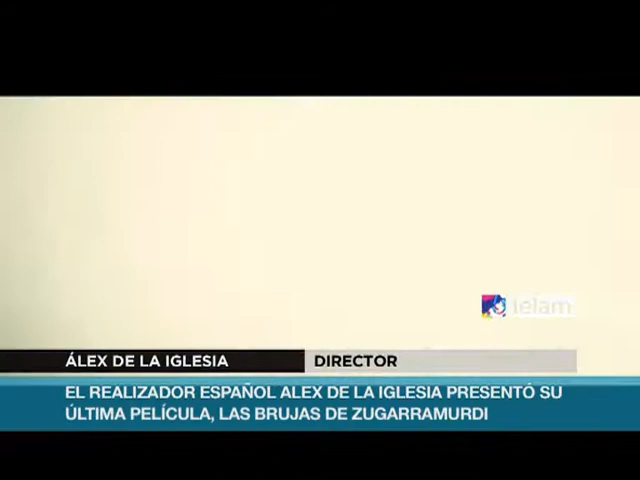 télam
ÁLEX DE LA IGLESIA
DIRECTOR
EL REALIZADOR ESPAÑOL ALEX DE LA IGLESIA PRESENTÓ SU
ÚLTIMA PELÍCULA, LAS BRUJAS DE ZUGARRAMURDI